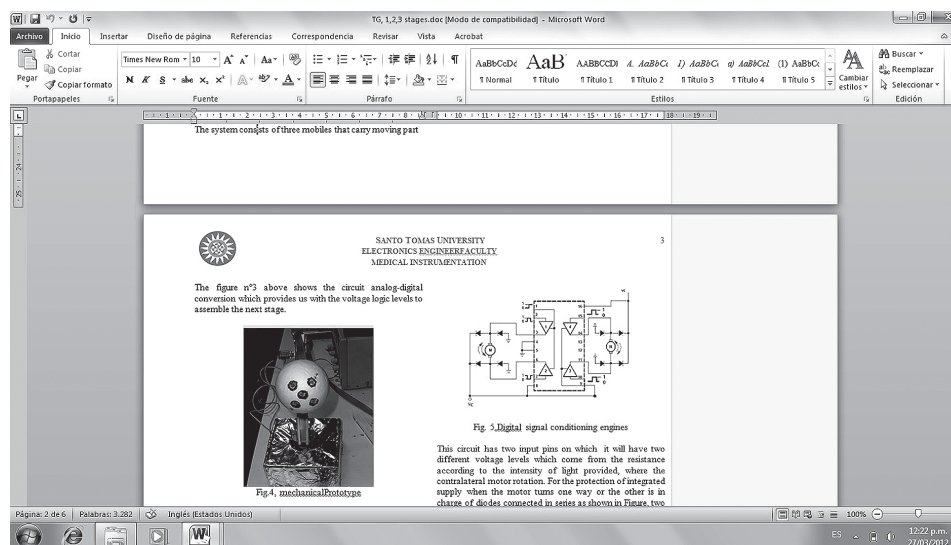 TG, 1,2,3 stages.doc [Modo de compatibilidad] - Microsoft Word
Archivo Inicio Insertar Diseño de página Referencias Correspondencia Revisar Vista Acrobat
Pegar
Cortar
Copiar
Copiar formato
Portapapeles
Times New Rom 10
N K S abc x₂ x²
Fuente
Párrafo
AaBbCcDc AaB AABBCCDI A. AaBbCc 1) AaBbCc a) AaBbCcL (1) AaBbCc
¶ Normal ¶ Título ¶ Título 1 ¶ Título 2 ¶ Título 3 ¶ Título 4 ¶ Título 5
Cambiar estilos
Estilos
Buscar
Reemplazar
Seleccionar
Edición
The system consists of three mobiles that carry moving part
SANTO TOMAS UNIVERSITY
ELECTRONICS ENGINEERFACULTY
MEDICAL INSTRUMENTATION
3
The figure n°3 above shows the circuit analog-digital
conversion which provides us with the voltage logic levels to
assemble the next stage.
Fig.4, mechanicalPrototype
Fig. 5,Digital signal conditioning engines
This circuit has two input pins on which it will have two
different voltage levels which come from the resistance
according to the intensity of light provided, where the
contralateral motor rotation. For the protection of integrated
supply when the motor turns one way or the other is in
charge of diodes connected in series as shown in Figure, two
Página: 2 de 6 Palabras: 3.282 Inglés (Estados Unidos) 100%
ES 12:22 p.m.
27/03/2012